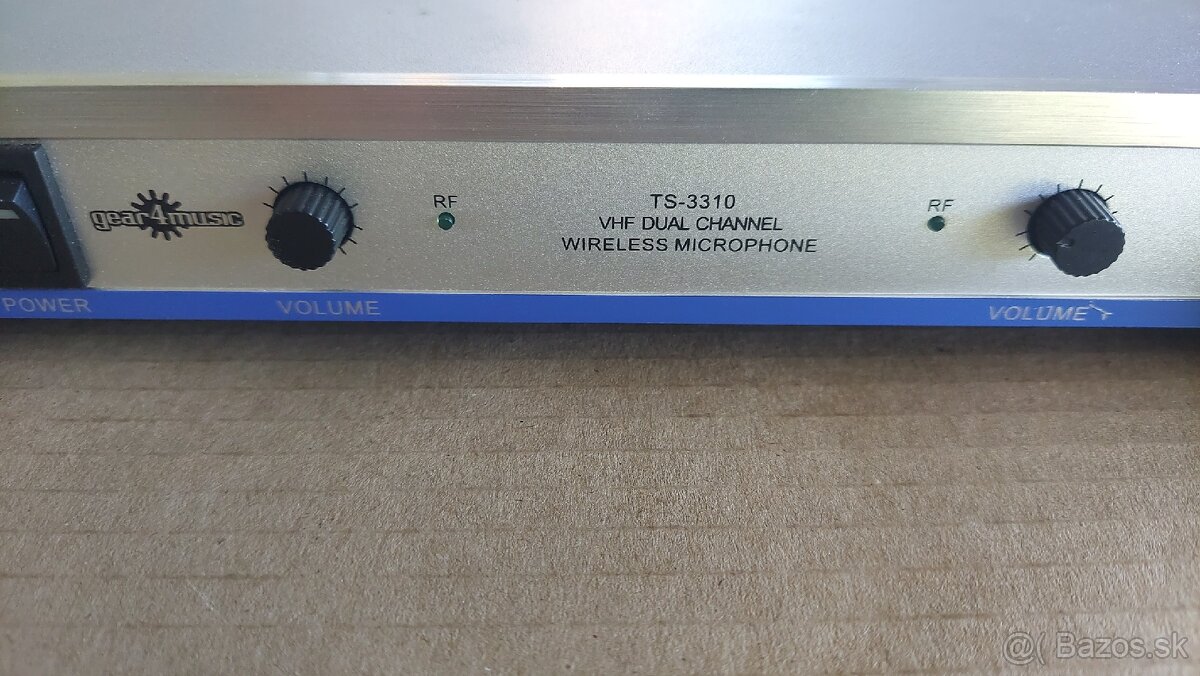 gear4music
RF
TS-3310
VHF DUAL CHANNEL
WIRELESS MICROPHONE
RF
POWER
VOLUME
VOLUME
@( Bazos.sk